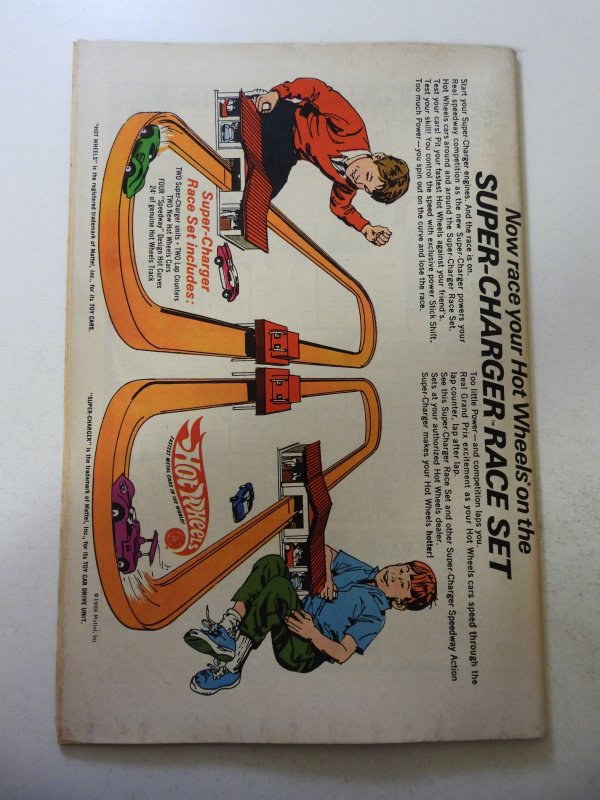 Now race your Hot Wheels® on the
SUPER-CHARGER™ RACE SET
Start your Super-Charger engines. And the race is on.
Real speedway competition as the new Super-Charger powers your
Hot Wheels cars around and around the Super-Charger Race Set.
Test your cars! Pit your fastest Hot Wheels against your friend's.
Test your skill! You control the speed with exclusive power Stick Shift.
Too much Power—you spin out on the curve and lose the race.
Too little Power—and competition laps you.
Real Grand Prix excitement as your Hot Wheels cars speed through the
lap counter, lap after lap.
See this Super-Charger Race Set and other Super-Charger Speedway Action
Sets at your authorized Hot Wheels dealer.
Super-Charger makes your Hot Wheels hotter!
Super-Charger
Race Set includes:
TWO Super-Charger units • TWO Lap Counters
TWO New Hot Wheels Cars
FOUR "Speedway" Design Hot Curves
24' of genuine Hot Wheels Track
Hot Wheels
FASTEST METAL CARS IN THE WORLD!
"HOT WHEELS" is the registered trademark of Mattel, Inc., for its TOY CARS.
"SUPER-CHARGER" is the trademark of Mattel, Inc., for its TOY CAR DRIVE UNIT.
©1969 Mattel, Inc